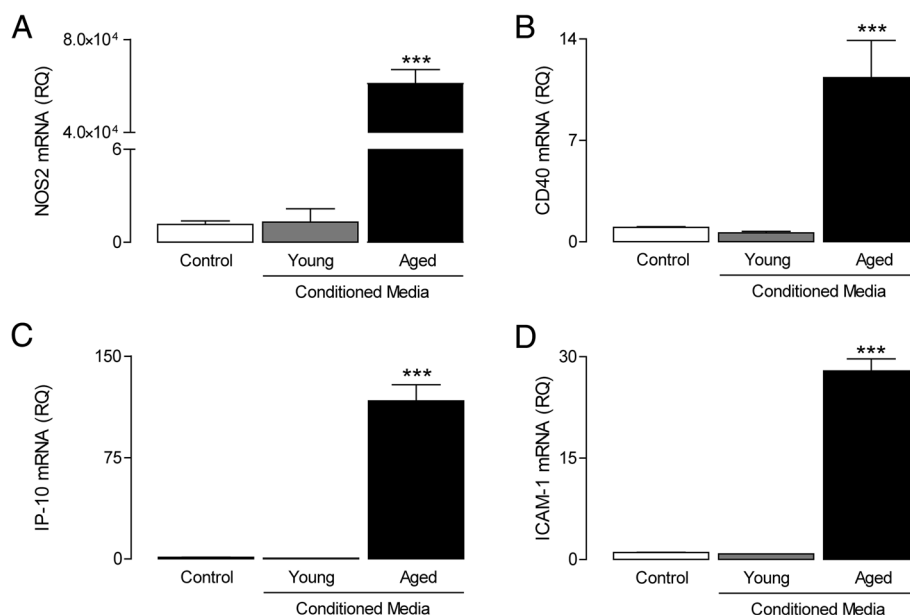 A
NOS2 mRNA (RQ)
8.0×10⁴
4.0×10⁴
6
0
***
Control
Young
Aged
Conditioned Media
B
CD40 mRNA (RQ)
14
7
0
***
Control
Young
Aged
Conditioned Media
C
IP-10 mRNA (RQ)
150
75
0
***
Control
Young
Aged
Conditioned Media
D
ICAM-1 mRNA (RQ)
30
15
0
***
Control
Young
Aged
Conditioned Media